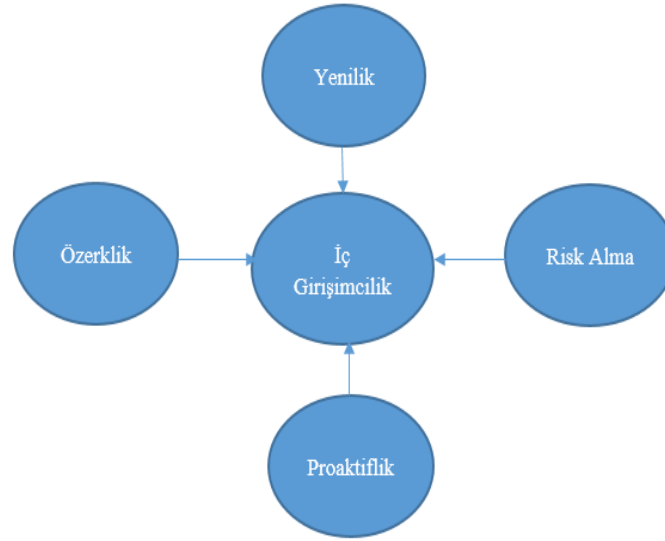 Yenilik
Özerklik
İç
Girişimcilik
Risk Alma
Proaktiflik